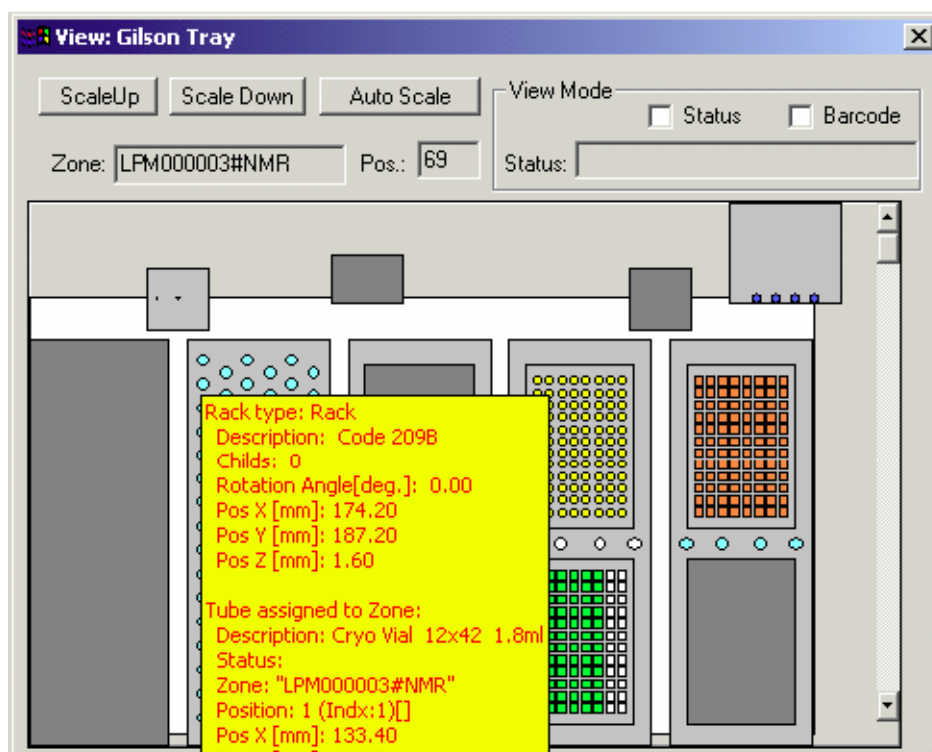 View: Gilson Tray
ScaleUp Scale Down Auto Scale View Mode
Status Barcode
Zone: LPM000003#NMR Pos.: 69 Status:
Rack type: Rack
Description: Code 209B
Childs: 0
Rotation Angle[deg.]: 0.00
Pos X [mm]: 174.20
Pos Y [mm]: 187.20
Pos Z [mm]: 1.60
Tube assigned to Zone:
Description: Cryo Vial 12x42 1.8ml
Status:
Zone: "LPM000003#NMR"
Position: 1 (Indx:1)[]
Pos X [mm]: 133.40